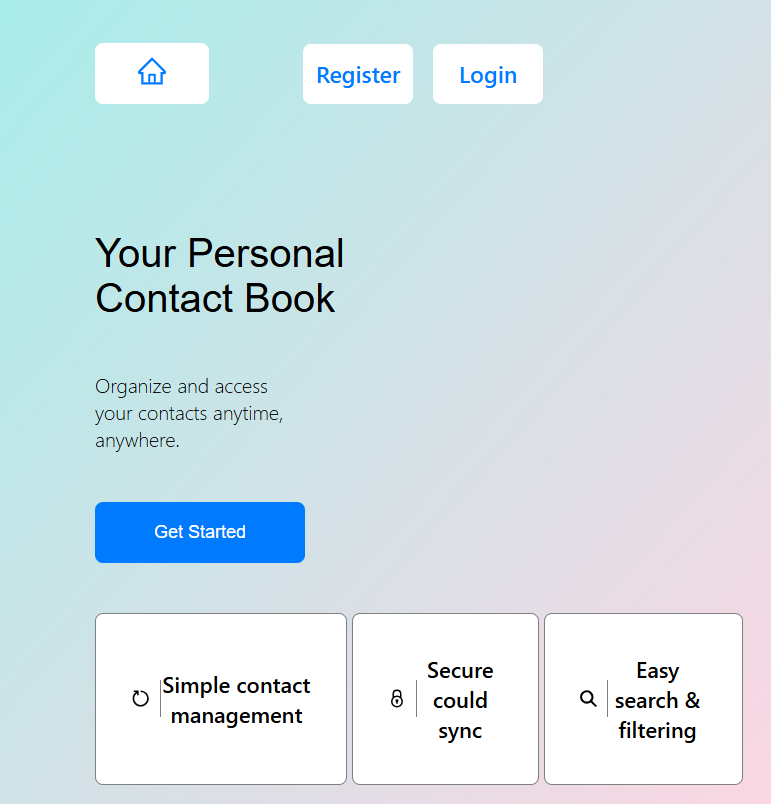 Register
Login
Your Personal
Contact Book
Organize and access
your contacts anytime,
anywhere.
Get Started
Simple contact
management
Secure
could
sync
Easy
search &
filtering